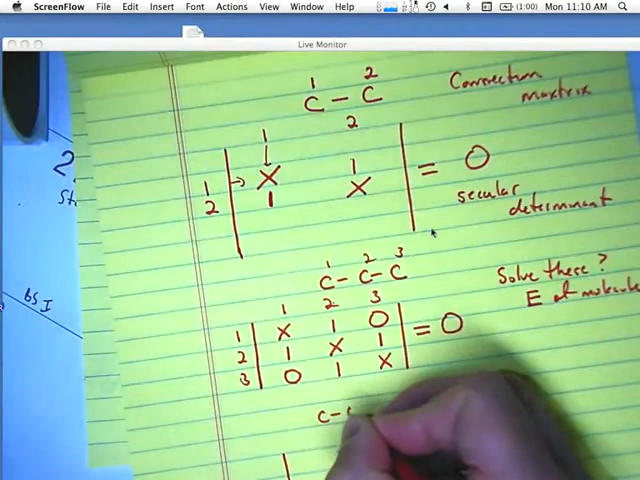 ScreenFlow File Edit Insert Font Actions View Window Help (1:00) Mon 11:10 AM
Live Monitor
1 2
C - C
Connection
matrix
2
1
1 X 1 = 0
2 1 X
secular
determinant
1 2 3
C - C - C
Solve these?
E of molecule
1 2 3
1 X 1 0
2 1 X 1 = 0
3 0 1 X
C - C